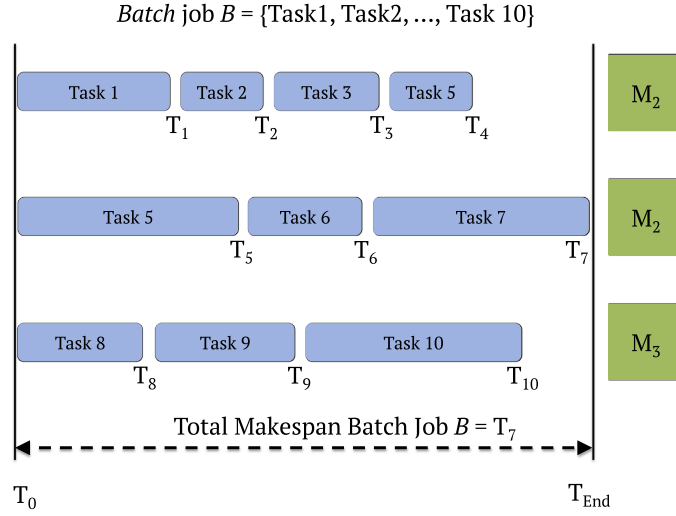 Batch job B = {Task1, Task2, ..., Task 10}
Task 1 Task 2 Task 3 Task 5 M₂
T₁ T₂ T₃ T₄
Task 5 Task 6 Task 7 M₂
T₅ T₆ T₇
Task 8 Task 9 Task 10 M₃
T₈ T₉ T₁₀
Total Makespan Batch Job B = T₇
T₀ T_End